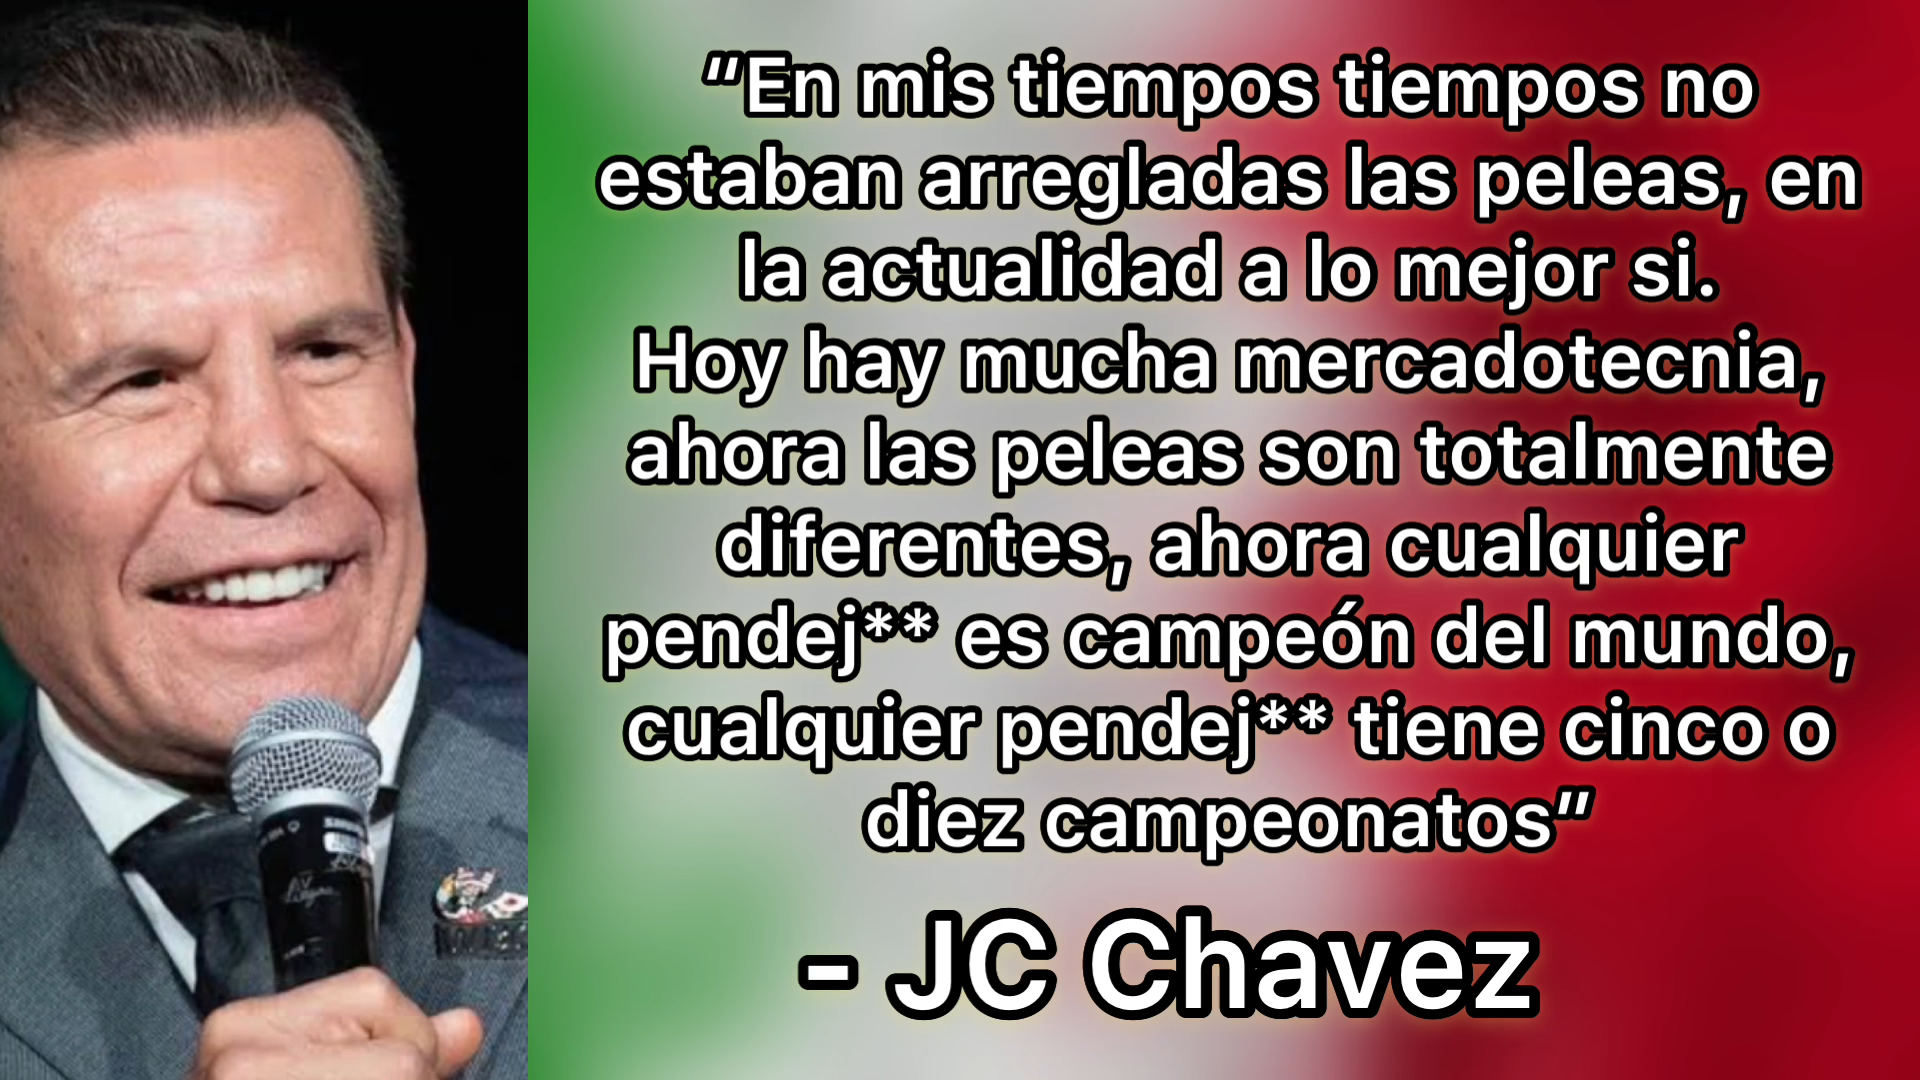 “En mis tiempos tiempos no
estaban arregladas las peleas, en
la actualidad a lo mejor si.
Hoy hay mucha mercadotecnia,
ahora las peleas son totalmente
diferentes, ahora cualquier
pendej** es campeón del mundo,
cualquier pendej** tiene cinco o
diez campeonatos”
- JC Chavez